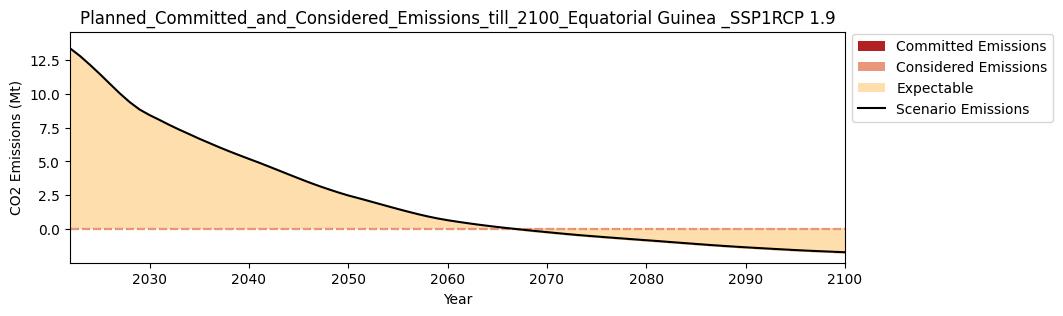 Planned_Committed_and_Considered_Emissions_till_2100_Equatorial Guinea _SSP1RCP 1.9
12.5
10.0
7.5
5.0
2.5
0.0
CO2 Emissions (Mt)
2030 2040 2050 2060 2070 2080 2090 2100
Year
Committed Emissions
Considered Emissions
Expectable
Scenario Emissions